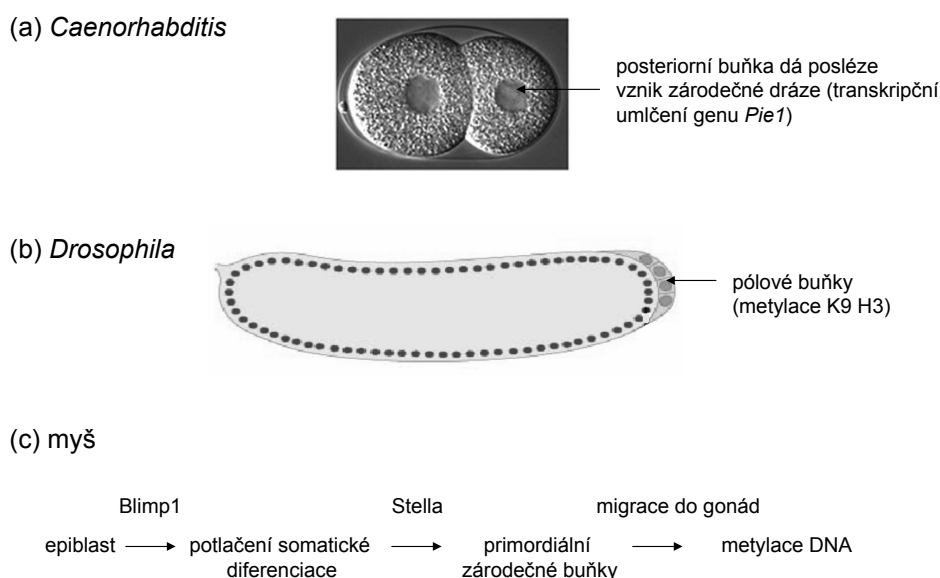 (a) Caenorhabditis
posteriorní buňka dá posléze
vznik zárodečné dráze (transkripční
umlčení genu Pie1)
(b) Drosophila
pólové buňky
(metylace K9 H3)
(c) myš
Blimp1 Stella migrace do gonád
epiblast potlačení somatické primordiální metylace DNA
diferenciace zárodečné buňky